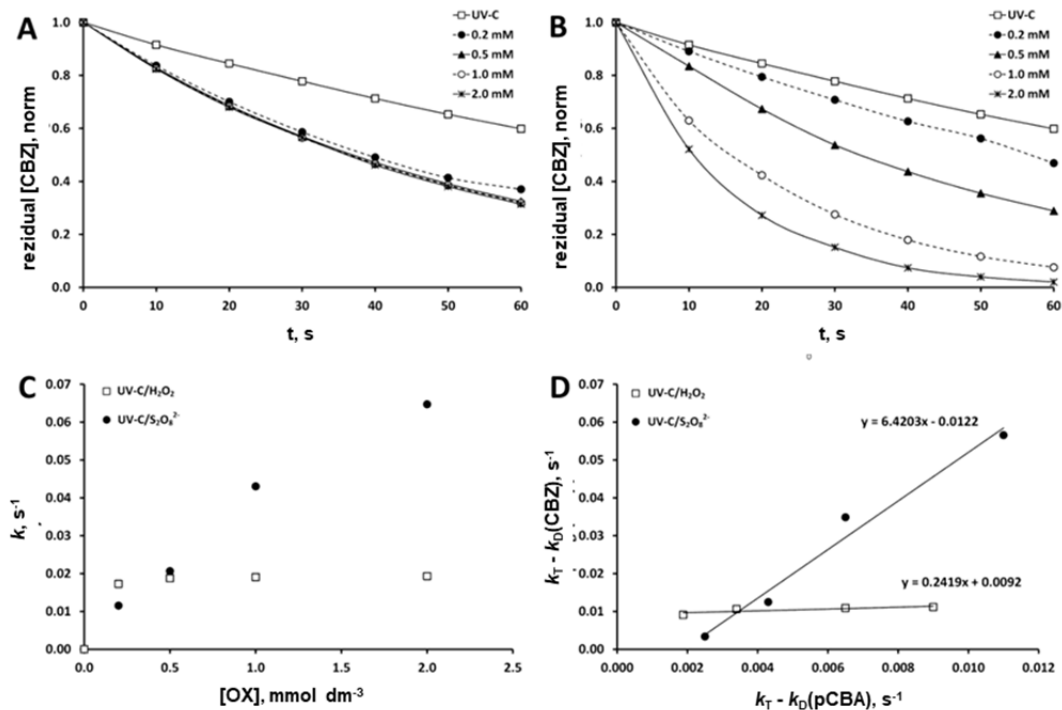 A
rezidual [CBZ], norm
1.0
0.8
0.6
0.4
0.2
0.0
0 10 20 30 40 50 60
t, s
UV-C
0.2 mM
0.5 mM
1.0 mM
2.0 mM
B
rezidual [CBZ], norm
1.0
0.8
0.6
0.4
0.2
0.0
0 10 20 30 40 50 60
t, s
UV-C
0.2 mM
0.5 mM
1.0 mM
2.0 mM
C
k, s⁻¹
0.07
0.06
0.05
0.04
0.03
0.02
0.01
0.00
0.0 0.5 1.0 1.5 2.0 2.5
[OX], mmol dm⁻³
UV-C/H₂O₂
UV-C/S₂O₈²⁻
D
kT - kD(CBZ), s⁻¹
0.07
0.06
0.05
0.04
0.03
0.02
0.01
0.00
0.000 0.002 0.004 0.006 0.008 0.010 0.012
kT - kD(pCBA), s⁻¹
UV-C/H₂O₂
UV-C/S₂O₈²⁻
y = 6.4203x - 0.0122
y = 0.2419x + 0.0092